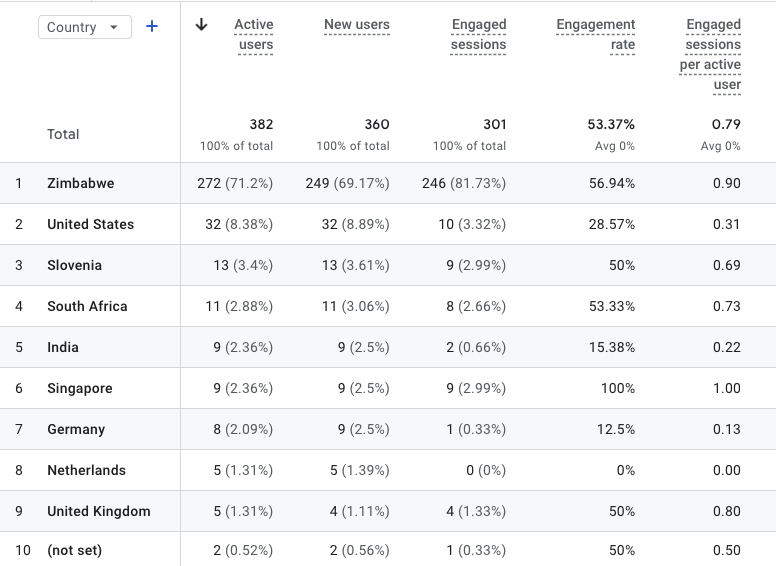 Country
Active users
New users
Engaged sessions
Engagement rate
Engaged sessions per active user
Total
382 360 301 53.37% 0.79
100% of total 100% of total 100% of total Avg 0% Avg 0%
1 Zimbabwe 272 (71.2%) 249 (69.17%) 246 (81.73%) 56.94% 0.90
2 United States 32 (8.38%) 32 (8.89%) 10 (3.32%) 28.57% 0.31
3 Slovenia 13 (3.4%) 13 (3.61%) 9 (2.99%) 50% 0.69
4 South Africa 11 (2.88%) 11 (3.06%) 8 (2.66%) 53.33% 0.73
5 India 9 (2.36%) 9 (2.5%) 2 (0.66%) 15.38% 0.22
6 Singapore 9 (2.36%) 9 (2.5%) 9 (2.99%) 100% 1.00
7 Germany 8 (2.09%) 9 (2.5%) 1 (0.33%) 12.5% 0.13
8 Netherlands 5 (1.31%) 5 (1.39%) 0 (0%) 0% 0.00
9 United Kingdom 5 (1.31%) 4 (1.11%) 4 (1.33%) 50% 0.80
10 (not set) 2 (0.52%) 2 (0.56%) 1 (0.33%) 50% 0.50